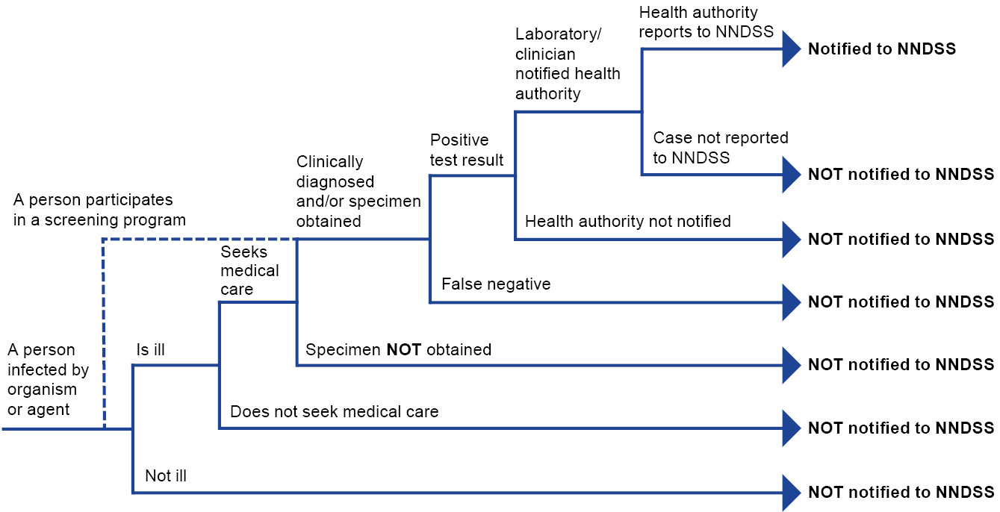 Health authority
reports to NNDSS
Notified to NNDSS
Laboratory/
clinician
notified health
authority
Case not reported
to NNDSS
NOT notified to NNDSS
Positive
test result
Health authority not notified
NOT notified to NNDSS
Clinically
diagnosed
and/or specimen
obtained
False negative
NOT notified to NNDSS
A person participates
in a screening program
Seeks
medical
care
Specimen NOT obtained
NOT notified to NNDSS
Is ill
Does not seek medical care
NOT notified to NNDSS
A person
infected by
organism
or agent
Not ill
NOT notified to NNDSS